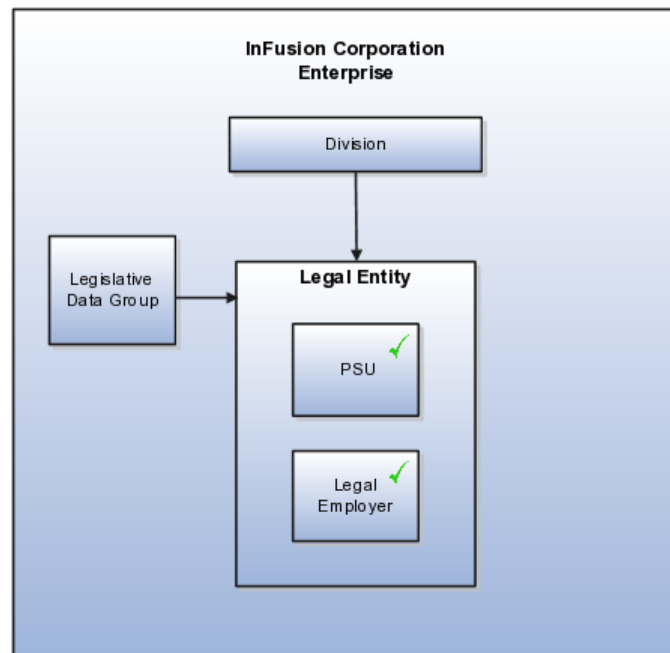 InFusion Corporation
Enterprise
Division
Legislative
Data Group
Legal Entity
PSU
Legal
Employer